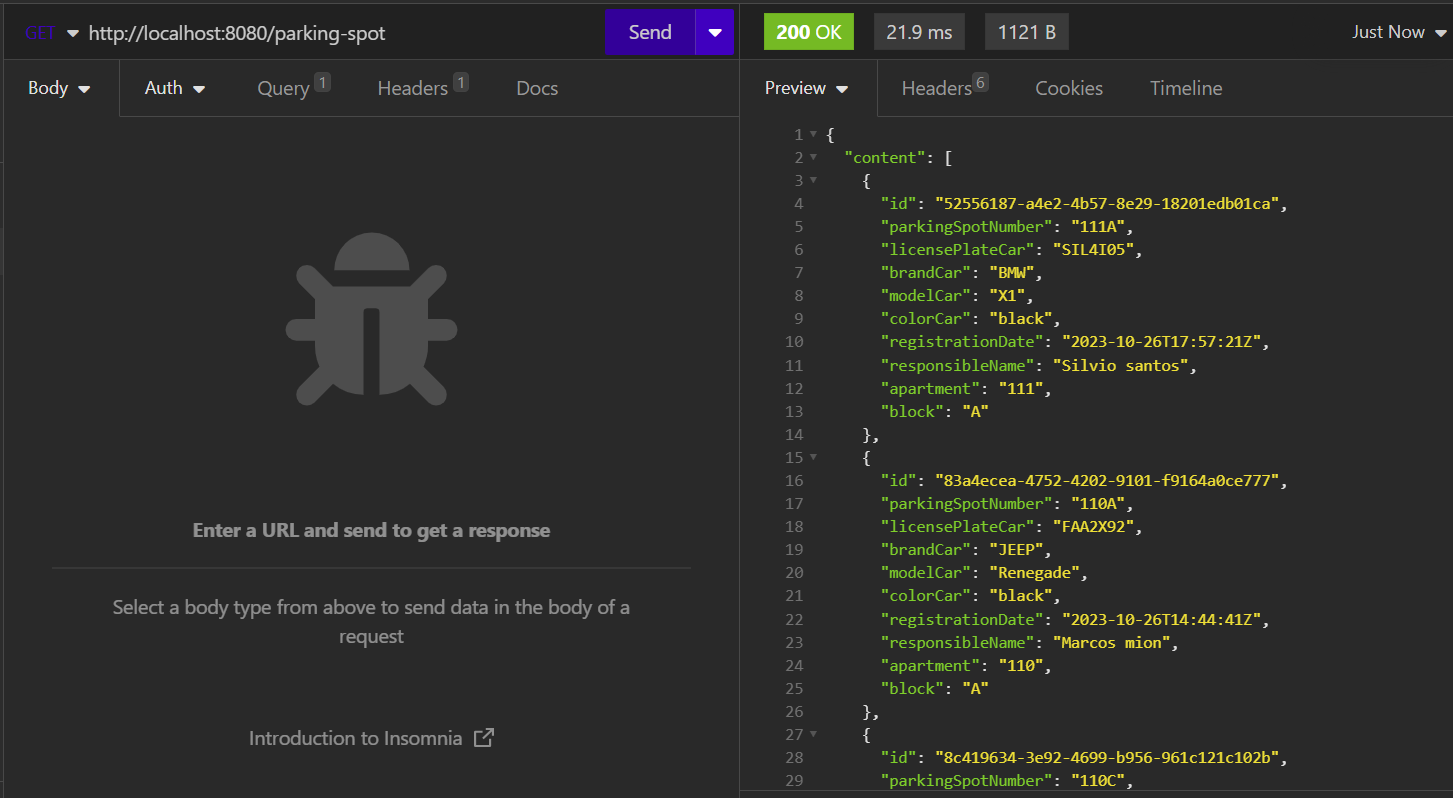 GET http://localhost:8080/parking-spot Send 200 OK 21.9 ms 1121 B Just Now
Body Auth Query 1 Headers 1 Docs
Preview Headers 6 Cookies Timeline
Enter a URL and send to get a response
Select a body type from above to send data in the body of a
request
Introduction to Insomnia
1 {
2 "content": [
3 {
4 "id": "52556187-a4e2-4b57-8e29-18201edb01ca",
5 "parkingSpotNumber": "111A",
6 "licensePlateCar": "SIL4I05",
7 "brandCar": "BMW",
8 "modelCar": "X1",
9 "colorCar": "black",
10 "registrationDate": "2023-10-26T17:57:21Z",
11 "responsibleName": "Silvio santos",
12 "apartment": "111",
13 "block": "A"
14 },
15 {
16 "id": "83a4ecea-4752-4202-9101-f9164a0ce777",
17 "parkingSpotNumber": "110A",
18 "licensePlateCar": "FAA2X92",
19 "brandCar": "JEEP",
20 "modelCar": "Renegade",
21 "colorCar": "black",
22 "registrationDate": "2023-10-26T14:44:41Z",
23 "responsibleName": "Marcos mion",
24 "apartment": "110",
25 "block": "A"
26 },
27 {
28 "id": "8c419634-3e92-4699-b956-961c121c102b",
29 "parkingSpotNumber": "110C",